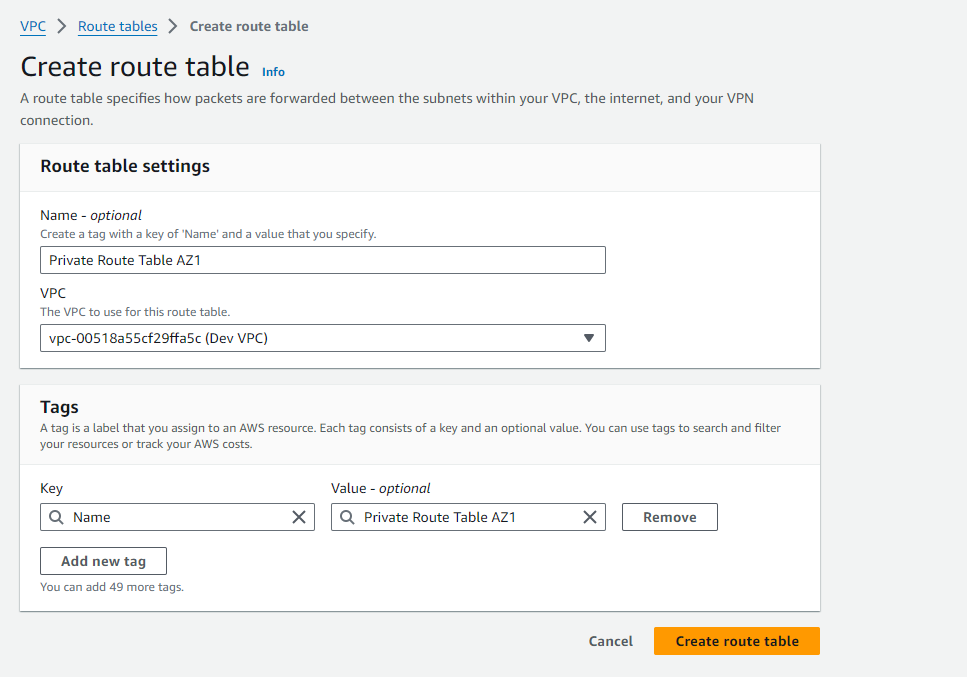 VPC > Route tables > Create route table
Create route table Info
A route table specifies how packets are forwarded between the subnets within your VPC, the internet, and your VPN
connection.
Route table settings
Name - optional
Create a tag with a key of 'Name' and a value that you specify.
Private Route Table AZ1
VPC
The VPC to use for this route table.
vpc-00518a55cf29ffa5c (Dev VPC)
Tags
A tag is a label that you assign to an AWS resource. Each tag consists of a key and an optional value. You can use tags to search and filter
your resources or track your AWS costs.
Key Value - optional
Name Private Route Table AZ1 Remove
Add new tag
You can add 49 more tags.
Cancel Create route table